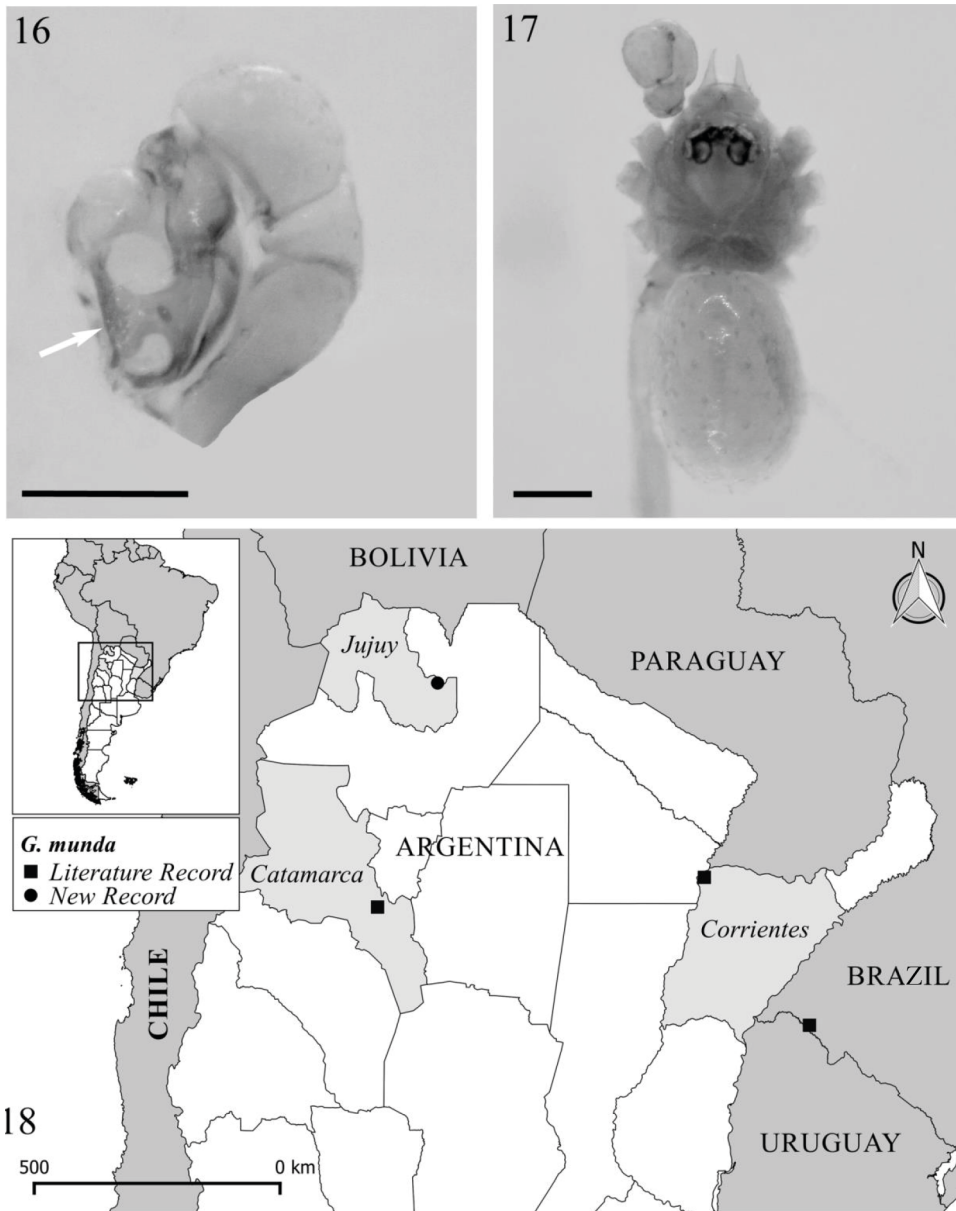 16
17
BOLIVIA
N
Jujuy
PARAGUAY
G. munda
Literature Record
New Record
ARGENTINA
Catamarca
Corrientes
CHILE
BRAZIL
18
URUGUAY
500 0 km